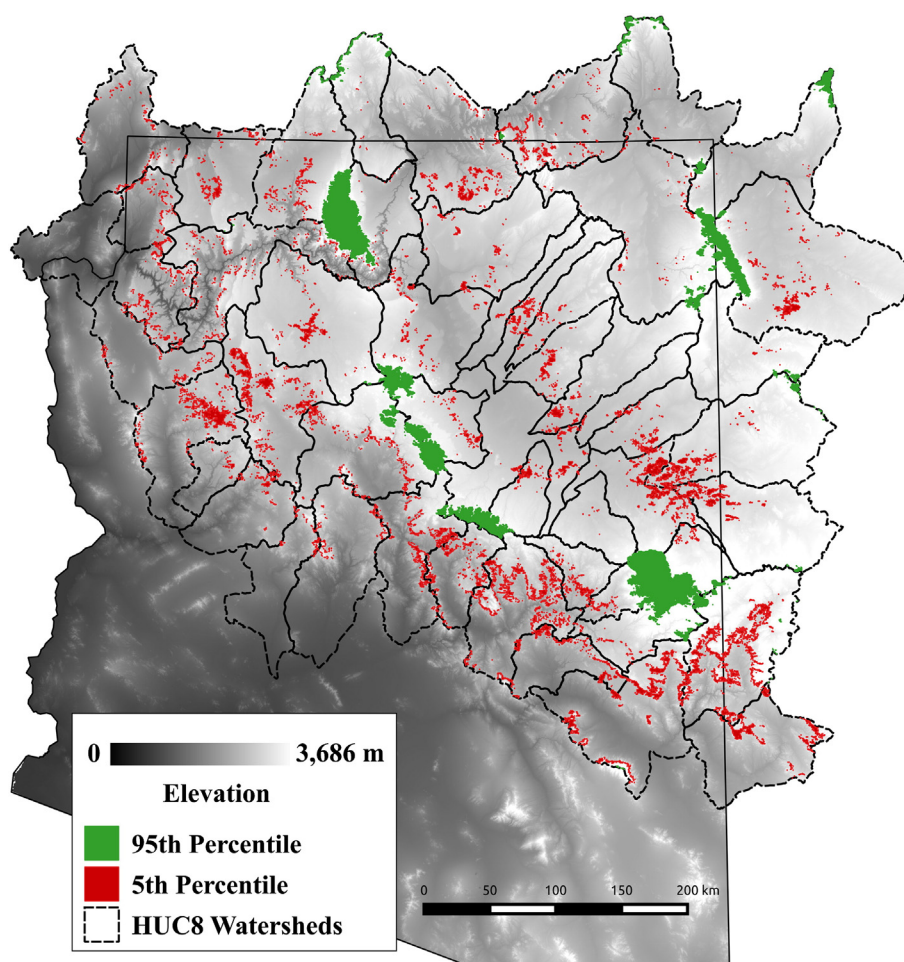 0 3,686 m
Elevation
95th Percentile
5th Percentile
HUC8 Watersheds
0 50 100 150 200 km